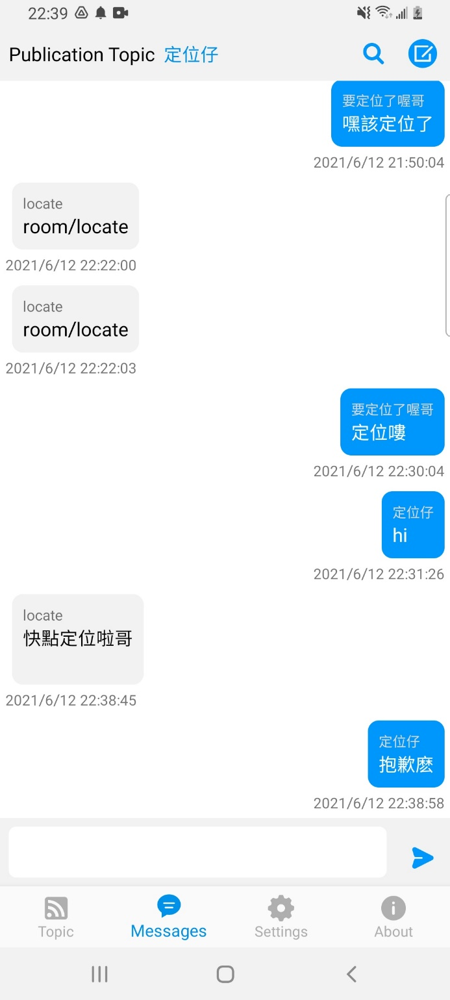 22:39
Publication Topic 定位仔
要定位了喔哥
嘿該定位了
2021/6/12 21:50:04
locate
room/locate
2021/6/12 22:22:00
locate
room/locate
2021/6/12 22:22:03
要定位了喔哥
定位嘍
2021/6/12 22:30:04
定位仔
hi
2021/6/12 22:31:26
locate
快點定位啦哥
2021/6/12 22:38:45
定位仔
抱歉麽
2021/6/12 22:38:58
Topic
Messages
Settings
About